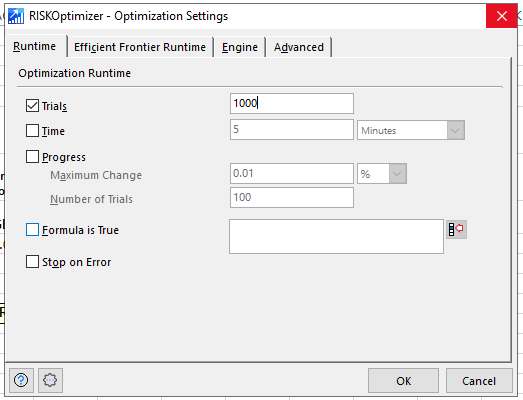 RISKOptimizer - Optimization Settings
Runtime
Efficient Frontier Runtime
Engine
Advanced
Optimization Runtime
Trials
1000
Time
5
Minutes
Progress
Maximum Change
0.01
%
Number of Trials
100
Formula is True
Stop on Error
OK
Cancel